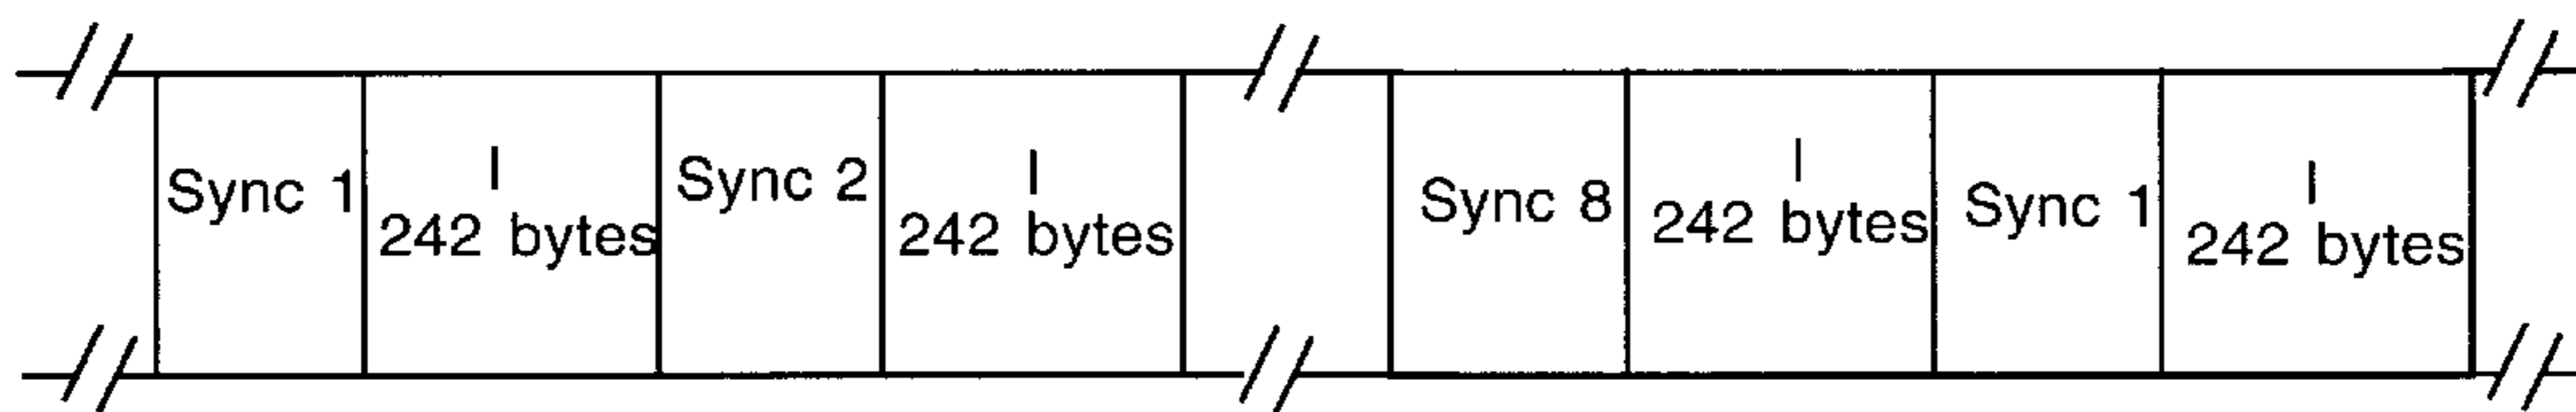 Sync 1
I
242 bytes
Sync 2
I
242 bytes
Sync 8
I
242 bytes
Sync 1
I
242 bytes